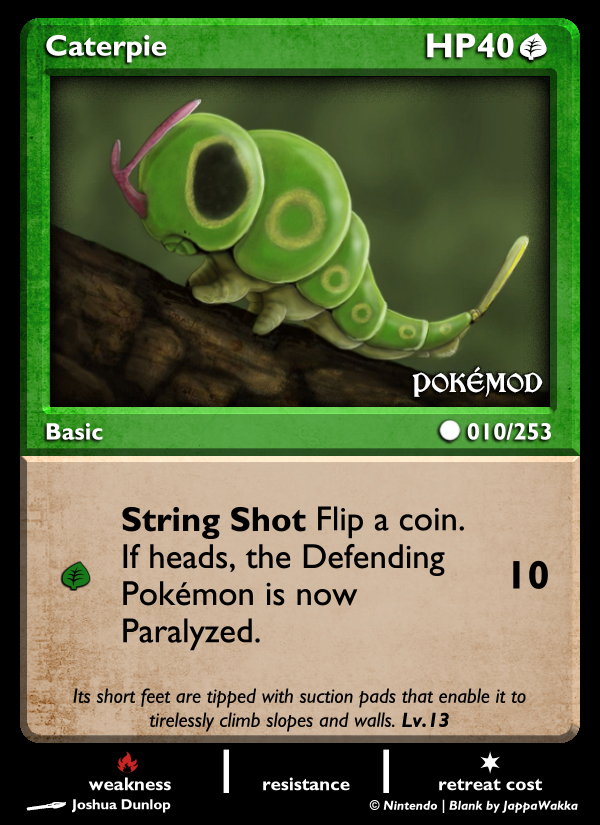 Caterpie HP40
POKÉMOD
Basic 010/253
String Shot Flip a coin.
If heads, the Defending
Pokémon is now
Paralyzed.
10
Its short feet are tipped with suction pads that enable it to
tirelessly climb slopes and walls. Lv.13
weakness resistance retreat cost
Joshua Dunlop © Nintendo | Blank by JappaWakka